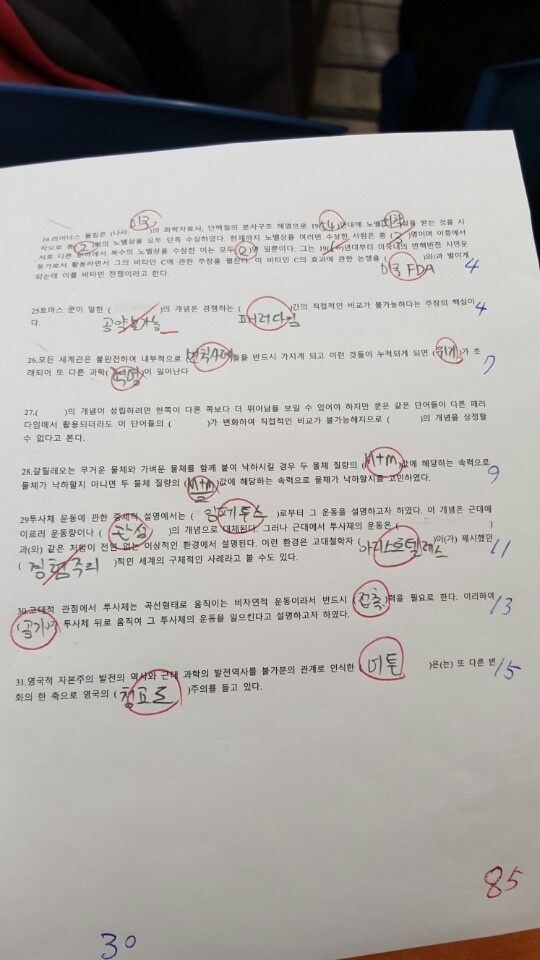 미국 54 화학
24.라이너스 폴링은 (나라: )의 과학자로서, 단백질의 분자구조 해명으로 19( )년대에 노벨( )상을 받는 것을 시
작으로 총( 2 )회의 노벨상을 모두 단독 수상하였다. 현재까지 노벨상을 여러번 수상한 사람은 총 ( )명이며 이중에서
서로 다른 분야에서 복수의 노벨상을 수상한 이는 모두( 2 )명 일뿐이다. 그는 19( )년대부터 미국내의 반핵반전 시민운
동가로서 활동하면서 그의 비타민 C에 관한 주장을 펼친다. 이 비타민 C의 효과에 관한 논쟁을 ( )와/과 벌이게
되는데 이를 비타민 전쟁이라고 한다. 미국 FDA 4
25토마스 쿤이 말한 ( )의 개념은 경쟁하는 ( )간의 직접적인 비교가 불가능하다는 주장의 핵심이 4
다. 공약불가능 패러다임
26.모든 세계관은 불완전하여 내부적으로 (변칙사례)들을 반드시 가지게 되고 이런 것들이 누적되게 되면 (위기)가 초
래되어 또 다른 과학(혁명)이 일어난다 7
27.( )의 개념이 성립하려면 한쪽이 다른 쪽보다 더 뛰어남을 보일 수 있어야 하지만 쿤은 같은 단어들이 다른 패러
다임에서 활용되더라도 이 단어들의 ( )가 변화하여 직접적인 비교가 불가능해지므로 ( )의 개념을 상정할
수 없다고 본다.
28.갈릴레오는 무거운 물체와 가벼운 물체를 함께 붙여 낙하시킬 경우 두 물체 질량의 ( M+m )값에 해당하는 속력으로 9
물체가 낙하할지 아니면 두 물체 질량의 ( M+m )값에 해당하는 속력으로 물체가 낙하할지를 고민하였다.
29투사체 운동에 관한 중세적 설명에서는 ( 임페투스 )로부터 그 운동을 설명하고자 하였다. 이 개념은 근대에
이르러 운동량이나 ( 관성 )의 개념으로 대체된다. 그러나 근대에서 투사체의 운동은 ( )
과(와) 같은 저항이 전혀 없는 이상적인 환경에서 설명된다. 이런 환경은 고대철학자 (아리스토텔레스)이(가) 제시했던 11
( 경험주의 )적인 세계의 구체적인 사례라고 볼 수도 있다.
30.고대적 관점에서 투사체는 곡선형태로 움직이는 비자연적 운동이라서 반드시 (접촉)력을 필요로 한다. 이리하여 13
(공기)가 투사체 뒤로 움직여 그 투사체의 운동을 일으킨다고 설명하고자 하였다.
31.영국적 자본주의 발전의 역사와 근대 과학의 발전역사를 불가분의 관계로 인식한 ( 머튼 )은(는) 또 다른 변 15
화의 한 축으로 영국의 ( 청교도 )주의를 들고 있다.
85
30